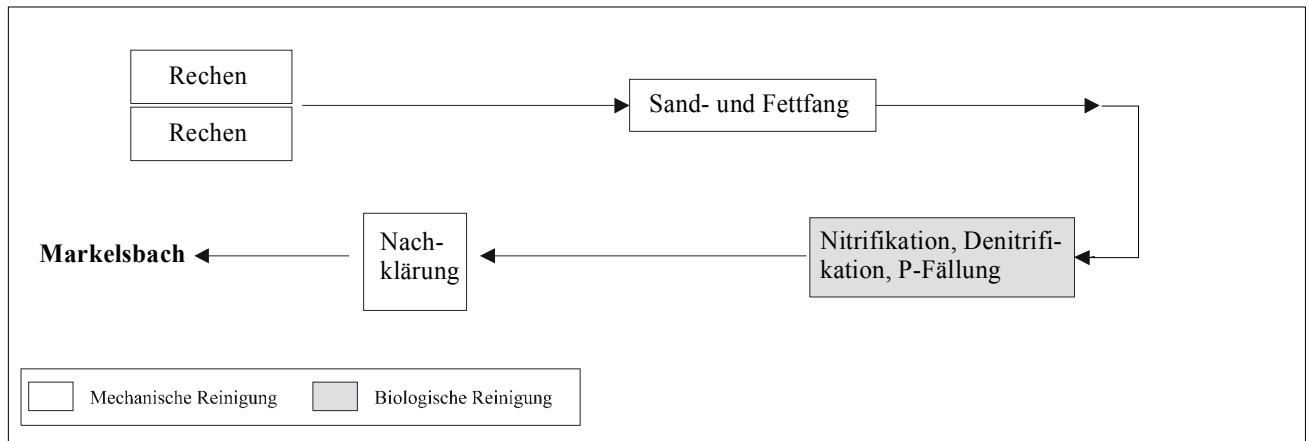 Rechen
Rechen
Sand- und Fettfang
Markelsbach
Nach-
klärung
Nitrifikation, Denitrifi-
kation, P-Fällung
Mechanische Reinigung
Biologische Reinigung